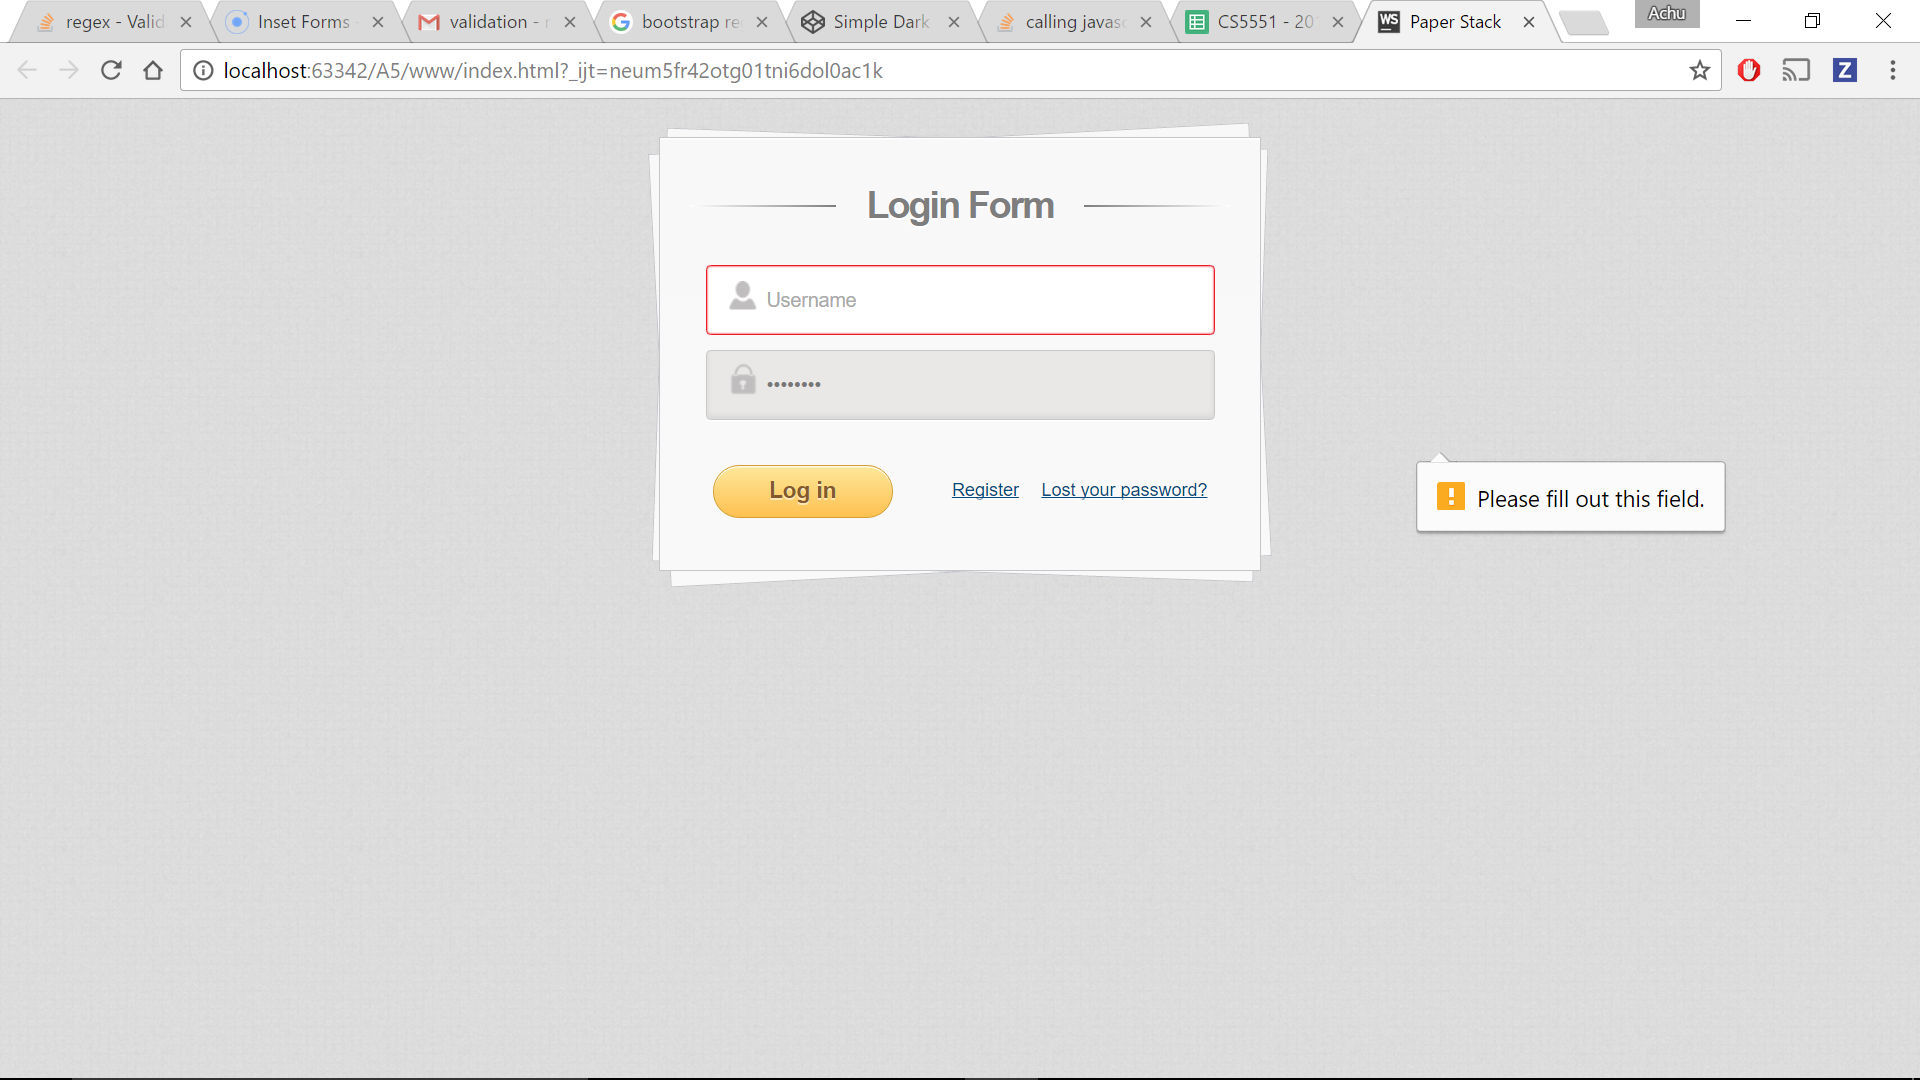 regex - Valid
Inset Forms
validation -
bootstrap re
Simple Dark
calling javas
CS5551 - 20
WS
Paper Stack
Achu
localhost:63342/A5/www/index.html?_ijt=neum5fr42otg01tni6dol0ac1k
Z
Login Form
Username
••••••••
Log in
Register
Lost your password?
Please fill out this field.